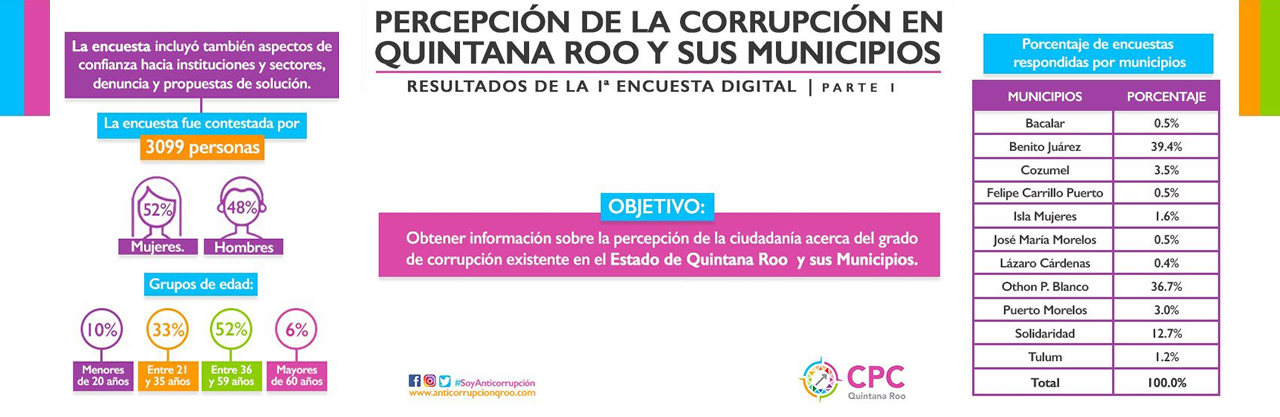 La encuesta incluyó también aspectos de
confianza hacia instituciones y sectores,
denuncia y propuestas de solución.
La encuesta fue contestada por
3099 personas
52%
Mujeres.
48%
Hombres
Grupos de edad:
10%
Menores
de 20 años
33%
Entre 21
y 35 años
52%
Entre 36
y 59 años
6%
Mayores
de 60 años
PERCEPCIÓN DE LA CORRUPCIÓN EN
QUINTANA ROO Y SUS MUNICIPIOS
RESULTADOS DE LA 1ª ENCUESTA DIGITAL | PARTE 1
OBJETIVO:
Obtener información sobre la percepción de la ciudadanía acerca del grado
de corrupción existente en el Estado de Quintana Roo y sus Municipios.
#SoyAnticorrupción
www.anticorrupcionqroo.com
CPC
Quintana Roo
Porcentaje de encuestas
respondidas por municipios
MUNICIPIOS PORCENTAJE
Bacalar 0.5%
Benito Juárez 39.4%
Cozumel 3.5%
Felipe Carrillo Puerto 0.5%
Isla Mujeres 1.6%
José María Morelos 0.5%
Lázaro Cárdenas 0.4%
Othon P. Blanco 36.7%
Puerto Morelos 3.0%
Solidaridad 12.7%
Tulum 1.2%
Total 100.0%